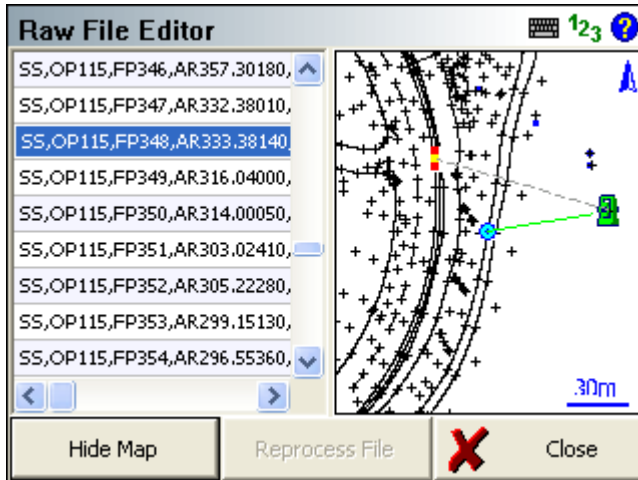 Raw File Editor
123
?
SS,OP115,FP346,AR357.30180,
SS,OP115,FP347,AR332.38010,
SS,OP115,FP348,AR333.38140,
SS,OP115,FP349,AR316.04000,
SS,OP115,FP350,AR314.00050,
SS,OP115,FP351,AR303.02410,
SS,OP115,FP352,AR305.22280,
SS,OP115,FP353,AR299.15130,
SS,OP115,FP354,AR296.55360,
30m
Hide Map
Reprocess File
Close